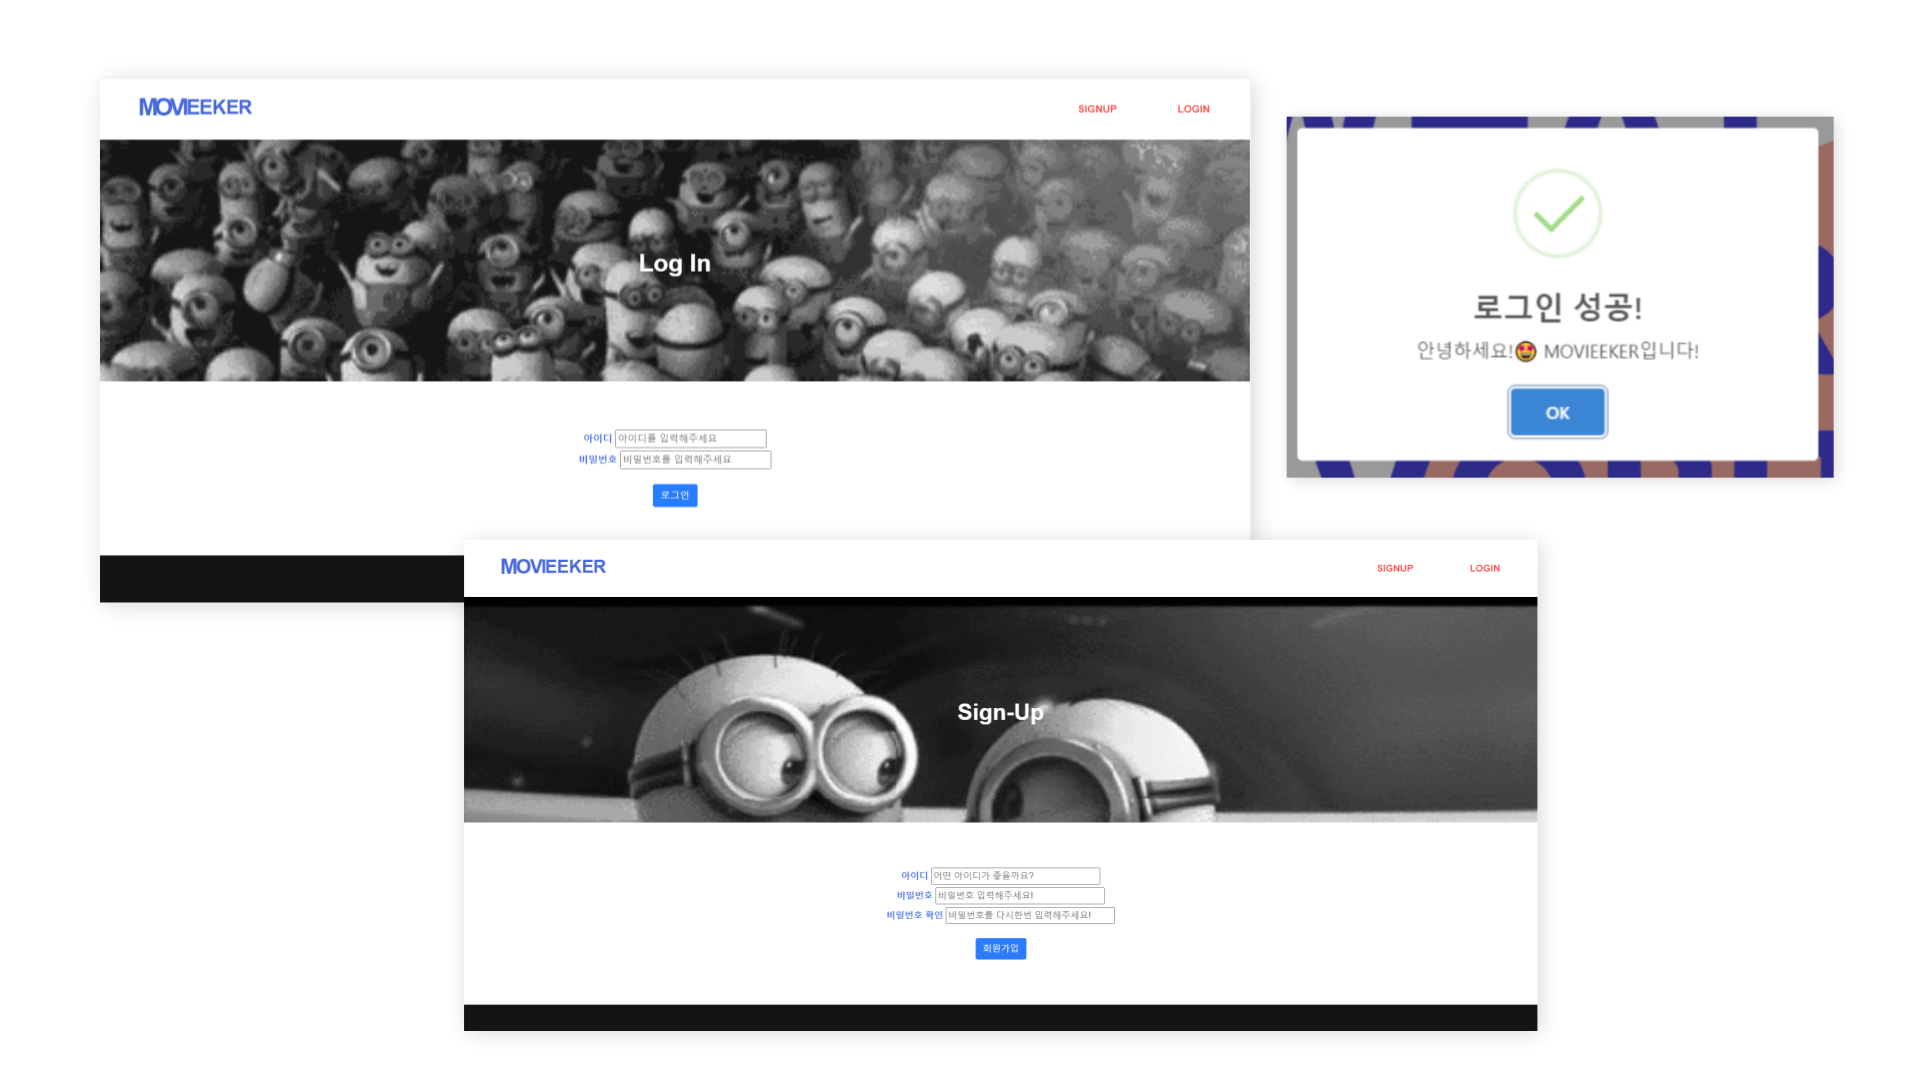 MOVIEEKER
SIGNUP LOGIN
Log In
아이디 아이디를 입력해주세요
비밀번호 비밀번호를 입력해주세요
로그인
로그인 성공!
안녕하세요!🤩 MOVIEEKER입니다!
OK
MOVIEEKER
SIGNUP LOGIN
Sign-Up
아이디 어떤 아이디가 좋을까요?
비밀번호 비밀번호 입력해주세요!
비밀번호 확인 비밀번호를 다시한번 입력해주세요!
회원가입